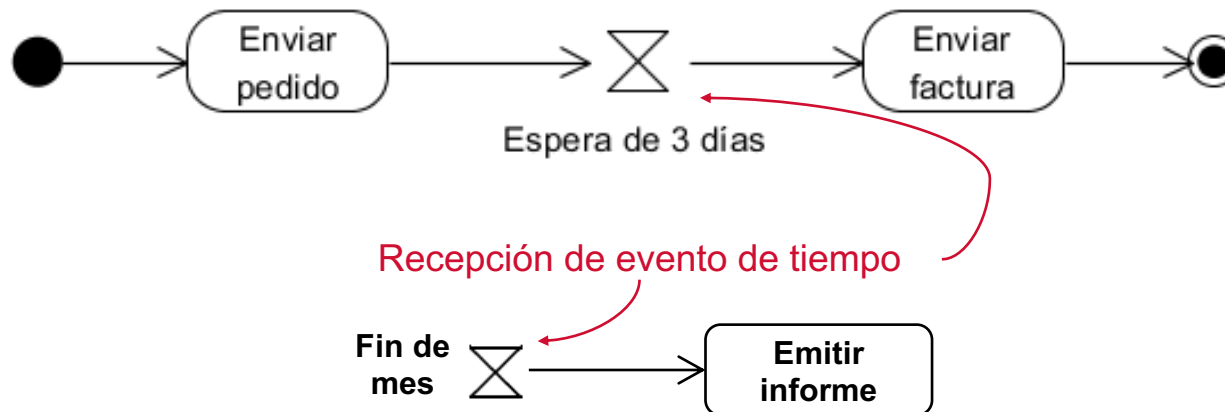 Enviar
pedido
Enviar
factura
Espera de 3 días
Recepción de evento de tiempo
Fin de
mes
Emitir
informe